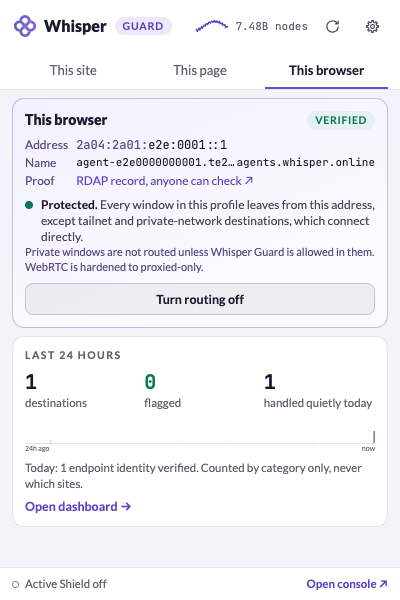 Whisper GUARD 7.48B nodes
This site This page This browser
This browser VERIFIED
Address 2a04:2a01:e2e:0001::1
Name agent-e2e0000000001.te2…agents.whisper.online
Proof RDAP record, anyone can check ↗
Protected. Every window in this profile leaves from this address,
except tailnet and private-network destinations, which connect
directly.
Private windows are not routed unless Whisper Guard is allowed in them.
WebRTC is hardened to proxied-only.
Turn routing off
LAST 24 HOURS
1 0 1
destinations flagged handled quietly today
24h ago now
Today: 1 endpoint identity verified. Counted by category only, never
which sites.
Open dashboard →
Active Shield off Open console ↗